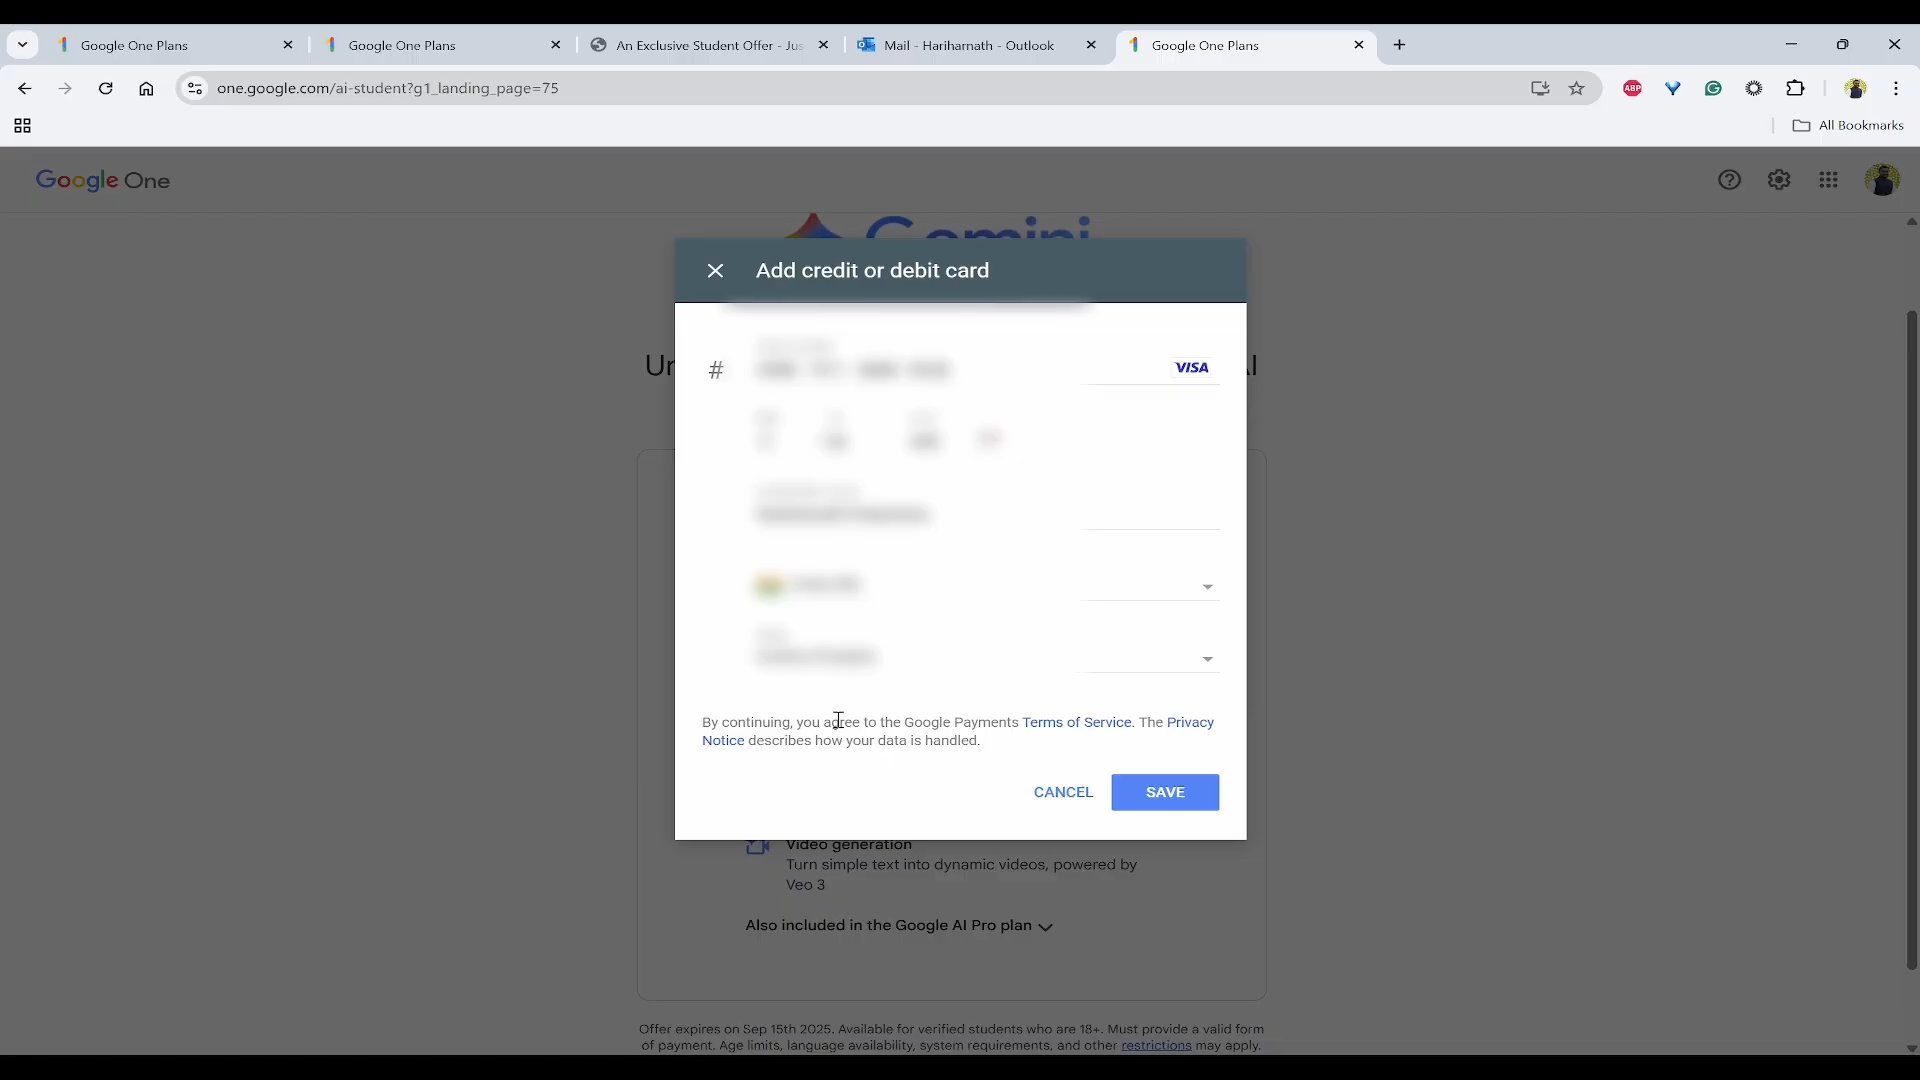 Google One Plans
Google One Plans
An Exclusive Student Offer - Jus
Mail - Hariharnath - Outlook
Google One Plans
one.google.com/ai-student?g1_landing_page=75
ABP
All Bookmarks
Google One
Gemini
Add credit or debit card
#
VISA
By continuing, you agree to the Google Payments Terms of Service. The Privacy
Notice describes how your data is handled.
CANCEL
SAVE
Video generation
Turn simple text into dynamic videos, powered by
Veo 3
Also included in the Google AI Pro plan
Offer expires on Sep 15th 2025. Available for verified students who are 18+. Must provide a valid form
of payment. Age limits, language availability, system requirements, and other restrictions may apply.